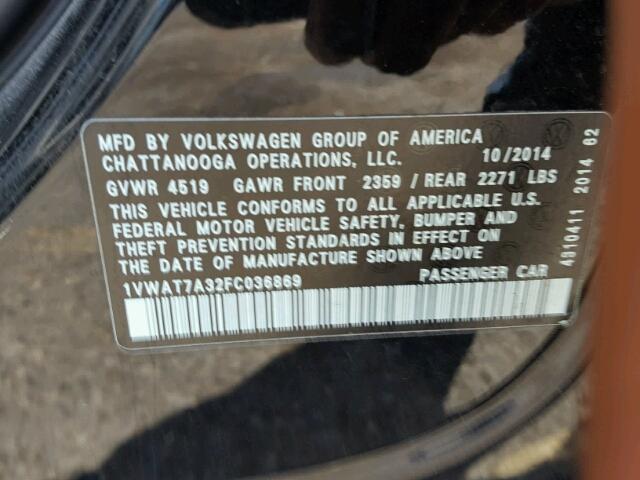 MFD BY VOLKSWAGEN GROUP OF AMERICA
CHATTANOOGA OPERATIONS, LLC. 10/2014
GVWR 4519 GAWR FRONT 2359 / REAR 2271 LBS
THIS VEHICLE CONFORMS TO ALL APPLICABLE U.S.
FEDERAL MOTOR VEHICLE SAFETY, BUMPER AND
THEFT PREVENTION STANDARDS IN EFFECT ON
THE DATE OF MANUFACTURE SHOWN ABOVE.
1VWAT7A32FC036869 PASSENGER CAR
4310411 2014 62